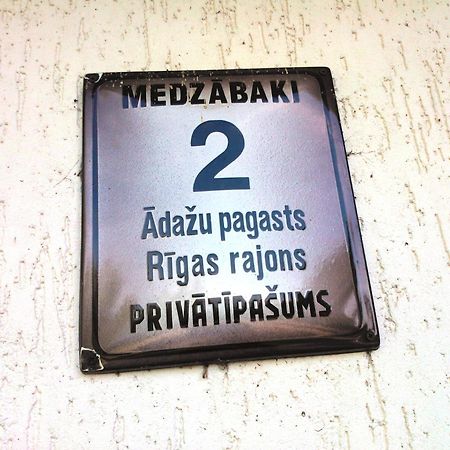 MEDZĀBAKI
2
Ādažu pagasts
Rīgas rajons
PRIVĀTĪPAŠUMS